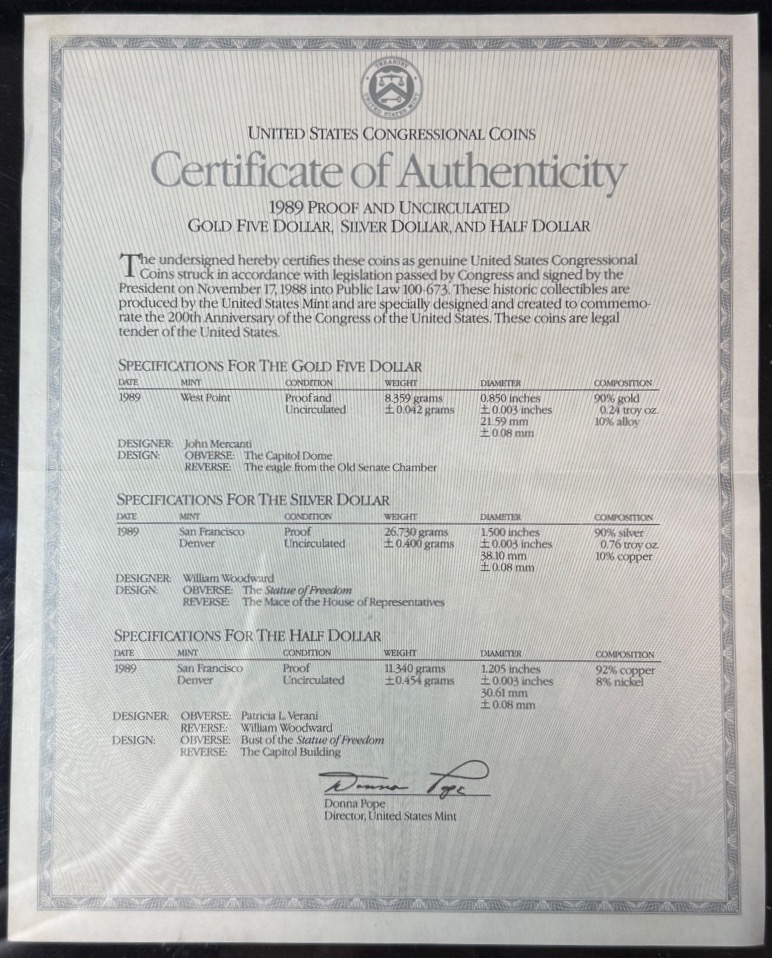 TREASURY
UNITED STATES MINT
UNITED STATES CONGRESSIONAL COINS
Certificate of Authenticity
1989 PROOF AND UNCIRCULATED
GOLD FIVE DOLLAR, SILVER DOLLAR, AND HALF DOLLAR
The undersigned hereby certifies these coins as genuine United States Congressional
Coins struck in accordance with legislation passed by Congress and signed by the
President on November 17, 1988 into Public Law 100-673. These historic collectibles are
produced by the United States Mint and are specially designed and created to commemo-
rate the 200th Anniversary of the Congress of the United States. These coins are legal
tender of the United States.
SPECIFICATIONS FOR THE GOLD FIVE DOLLAR
DATE MINT CONDITION WEIGHT DIAMETER COMPOSITION
1989 West Point Proof and 8.359 grams 0.850 inches 90% gold
Uncirculated ± 0.042 grams ± 0.003 inches 0.24 troy oz.
21.59 mm 10% alloy
± 0.08 mm
DESIGNER: John Mercanti
DESIGN: OBVERSE: The Capitol Dome
REVERSE: The eagle from the Old Senate Chamber
SPECIFICATIONS FOR THE SILVER DOLLAR
DATE MINT CONDITION WEIGHT DIAMETER COMPOSITION
1989 San Francisco Proof 26.730 grams 1.500 inches 90% silver
Denver Uncirculated ± 0.400 grams ± 0.003 inches 0.76 troy oz.
38.10 mm 10% copper
± 0.08 mm
DESIGNER: William Woodward
DESIGN: OBVERSE: The Statue of Freedom
REVERSE: The Mace of the House of Representatives
SPECIFICATIONS FOR THE HALF DOLLAR
DATE MINT CONDITION WEIGHT DIAMETER COMPOSITION
1989 San Francisco Proof 11.340 grams 1.205 inches 92% copper
Denver Uncirculated ± 0.454 grams ± 0.003 inches 8% nickel
30.61 mm
± 0.08 mm
DESIGNER: OBVERSE: Patricia L. Verani
REVERSE: William Woodward
DESIGN: OBVERSE: Bust of the Statue of Freedom
REVERSE: The Capitol Building
Donna Pope
Donna Pope
Director, United States Mint